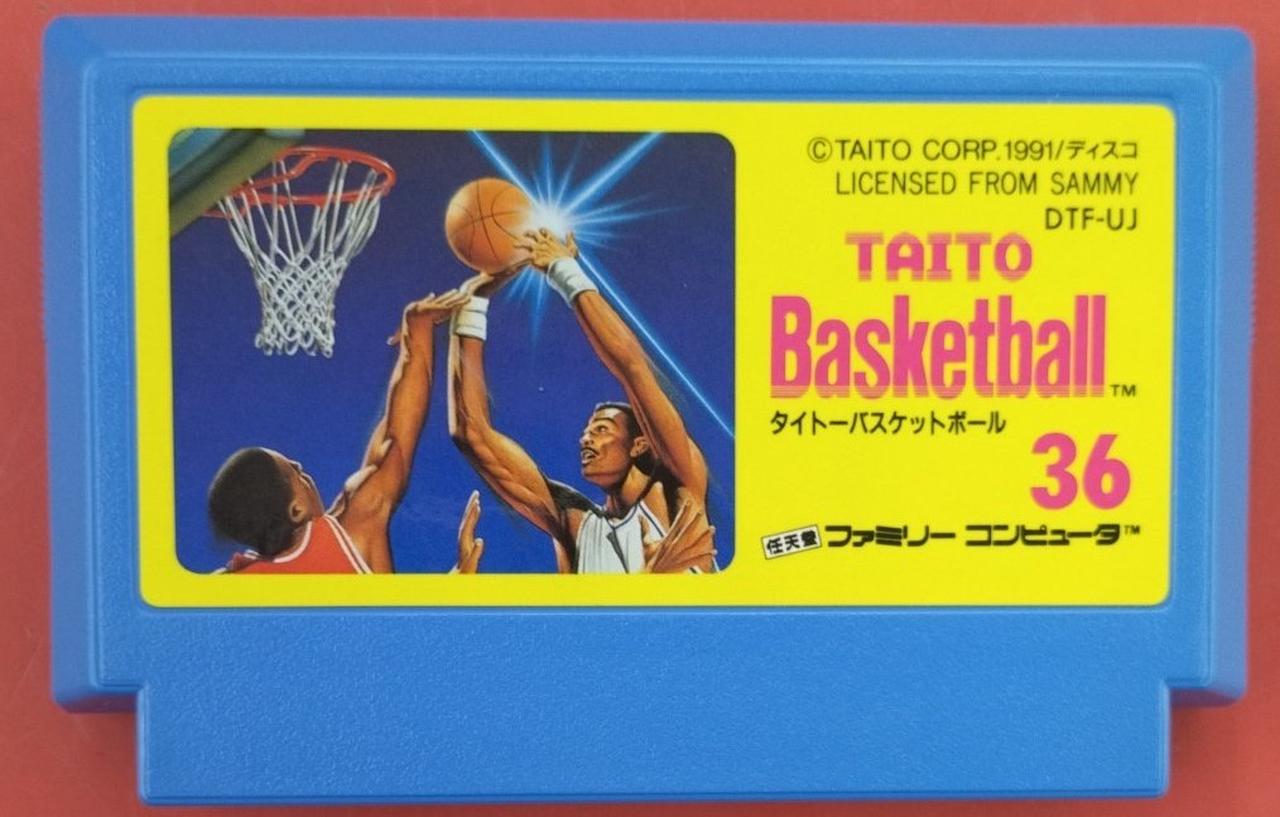 ©TAITO CORP.1991/ディスコ
LICENSED FROM SAMMY
DTF-UJ
TAITO
Basketball™
タイトーバスケットボール
36
任天堂 ファミリー コンピュータ™